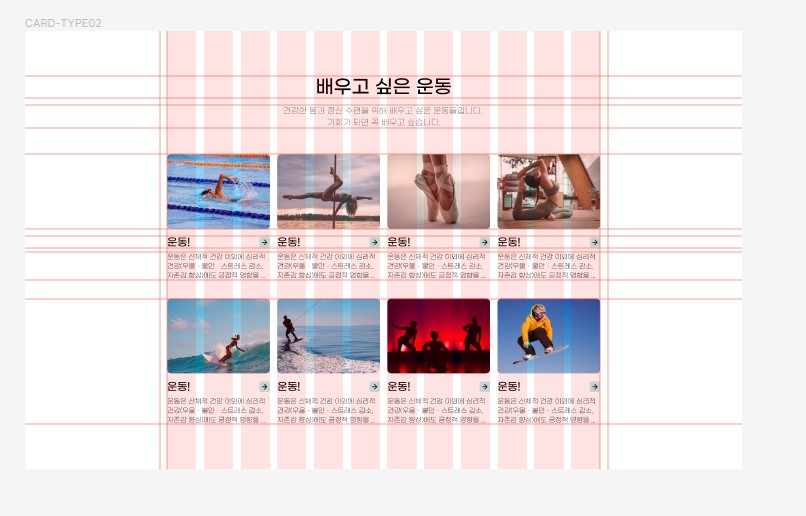 CARD-TYPE02
배우고 싶은 운동
건강한 몸과 정신 수련을 위해 배우고 싶은 운동들입니다.
기회가 되면 꼭 배우고 싶습니다.
운동!
운동은 신체적 건강 이외에 심리적
건강(우울 · 불안 · 스트레스 감소,
자존감 향상)에도 긍정적 영향을 ...
운동!
운동은 신체적 건강 이외에 심리적
건강(우울 · 불안 · 스트레스 감소,
자존감 향상)에도 긍정적 영향을 ...
운동!
운동은 신체적 건강 이외에 심리적
건강(우울 · 불안 · 스트레스 감소,
자존감 향상)에도 긍정적 영향을 ...
운동!
운동은 신체적 건강 이외에 심리적
건강(우울 · 불안 · 스트레스 감소,
자존감 향상)에도 긍정적 영향을 ...
운동!
운동은 신체적 건강 이외에 심리적
건강(우울 · 불안 · 스트레스 감소,
자존감 향상)에도 긍정적 영향을 ...
운동!
운동은 신체적 건강 이외에 심리적
건강(우울 · 불안 · 스트레스 감소,
자존감 향상)에도 긍정적 영향을 ...
운동!
운동은 신체적 건강 이외에 심리적
건강(우울 · 불안 · 스트레스 감소,
자존감 향상)에도 긍정적 영향을 ...
운동!
운동은 신체적 건강 이외에 심리적
건강(우울 · 불안 · 스트레스 감소,
자존감 향상)에도 긍정적 영향을 ...